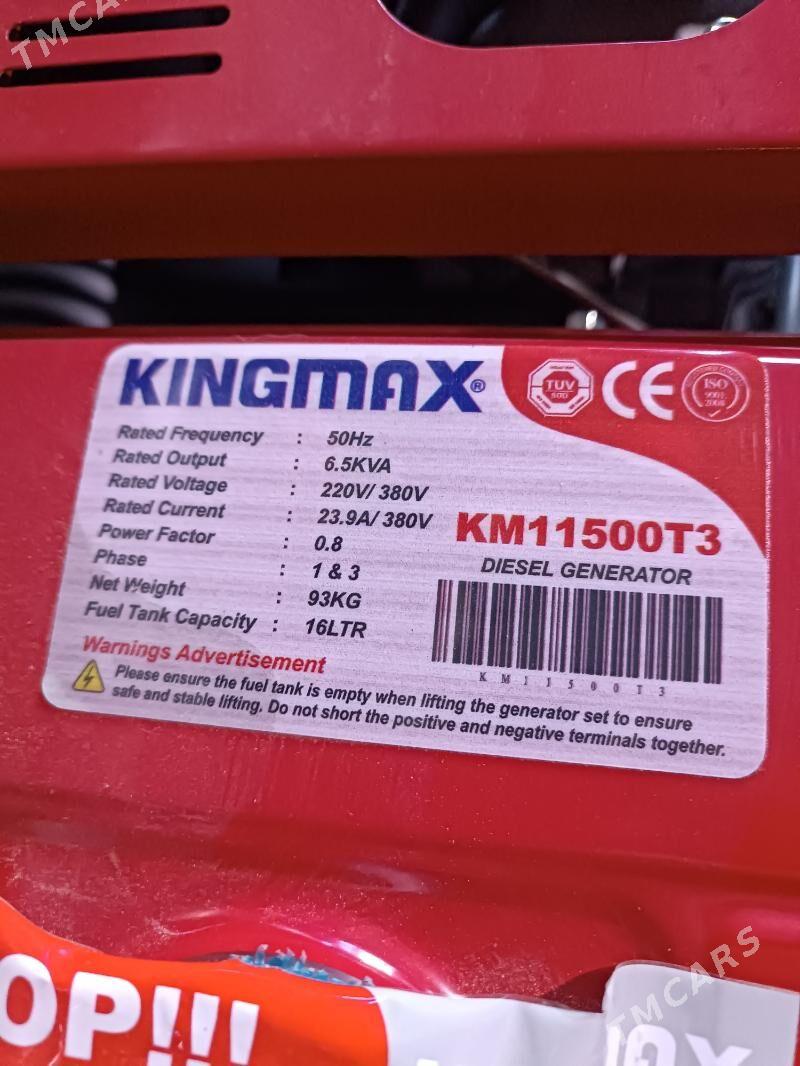 TMCARS
KINGMAX®
TUV
SUD
CE
ISO
9001
2008
Rated Frequency : 50Hz
Rated Output : 6.5KVA
Rated Voltage : 220V/ 380V
Rated Current : 23.9A/ 380V
Power Factor : 0.8
Phase : 1 & 3
Net Weight : 93KG
Fuel Tank Capacity : 16LTR
KM11500T3
DIESEL GENERATOR
KM11500T3
Warnings Advertisement
Please ensure the fuel tank is empty when lifting the generator set to ensure
safe and stable lifting. Do not short the positive and negative terminals together.
OP!!!
TMCARS